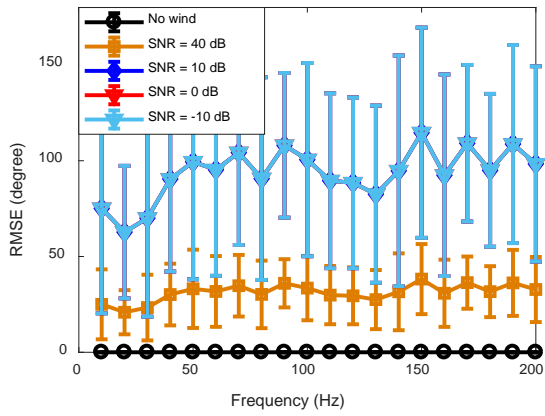 No wind
SNR = 40 dB
SNR = 10 dB
SNR = 0 dB
SNR = -10 dB
150
100
50
0
RMSE (degree)
0 50 100 150 200
Frequency (Hz)